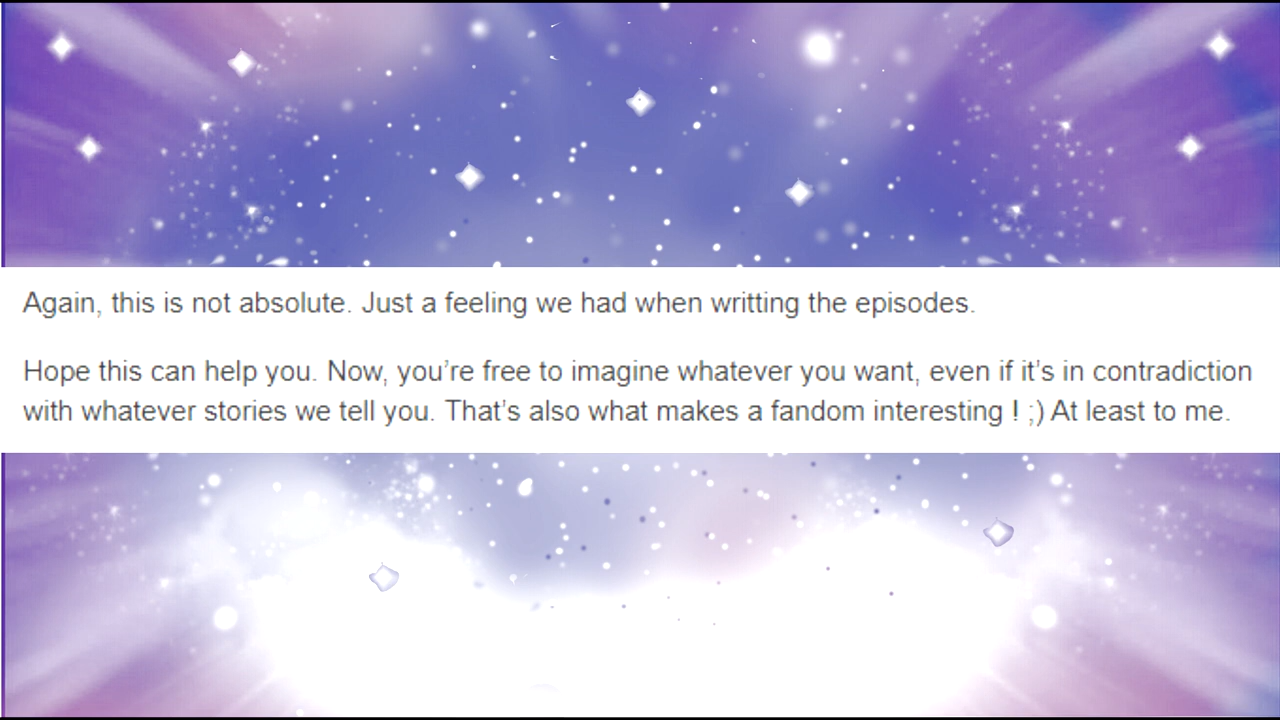 Again, this is not absolute. Just a feeling we had when writting the episodes.
Hope this can help you. Now, you’re free to imagine whatever you want, even if it’s in contradiction
with whatever stories we tell you. That’s also what makes a fandom interesting ! ;) At least to me.